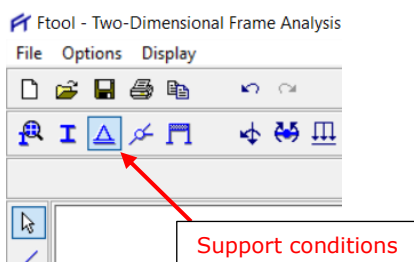 Ftool - Two-Dimensional Frame Analysis
File Options Display
Support conditions